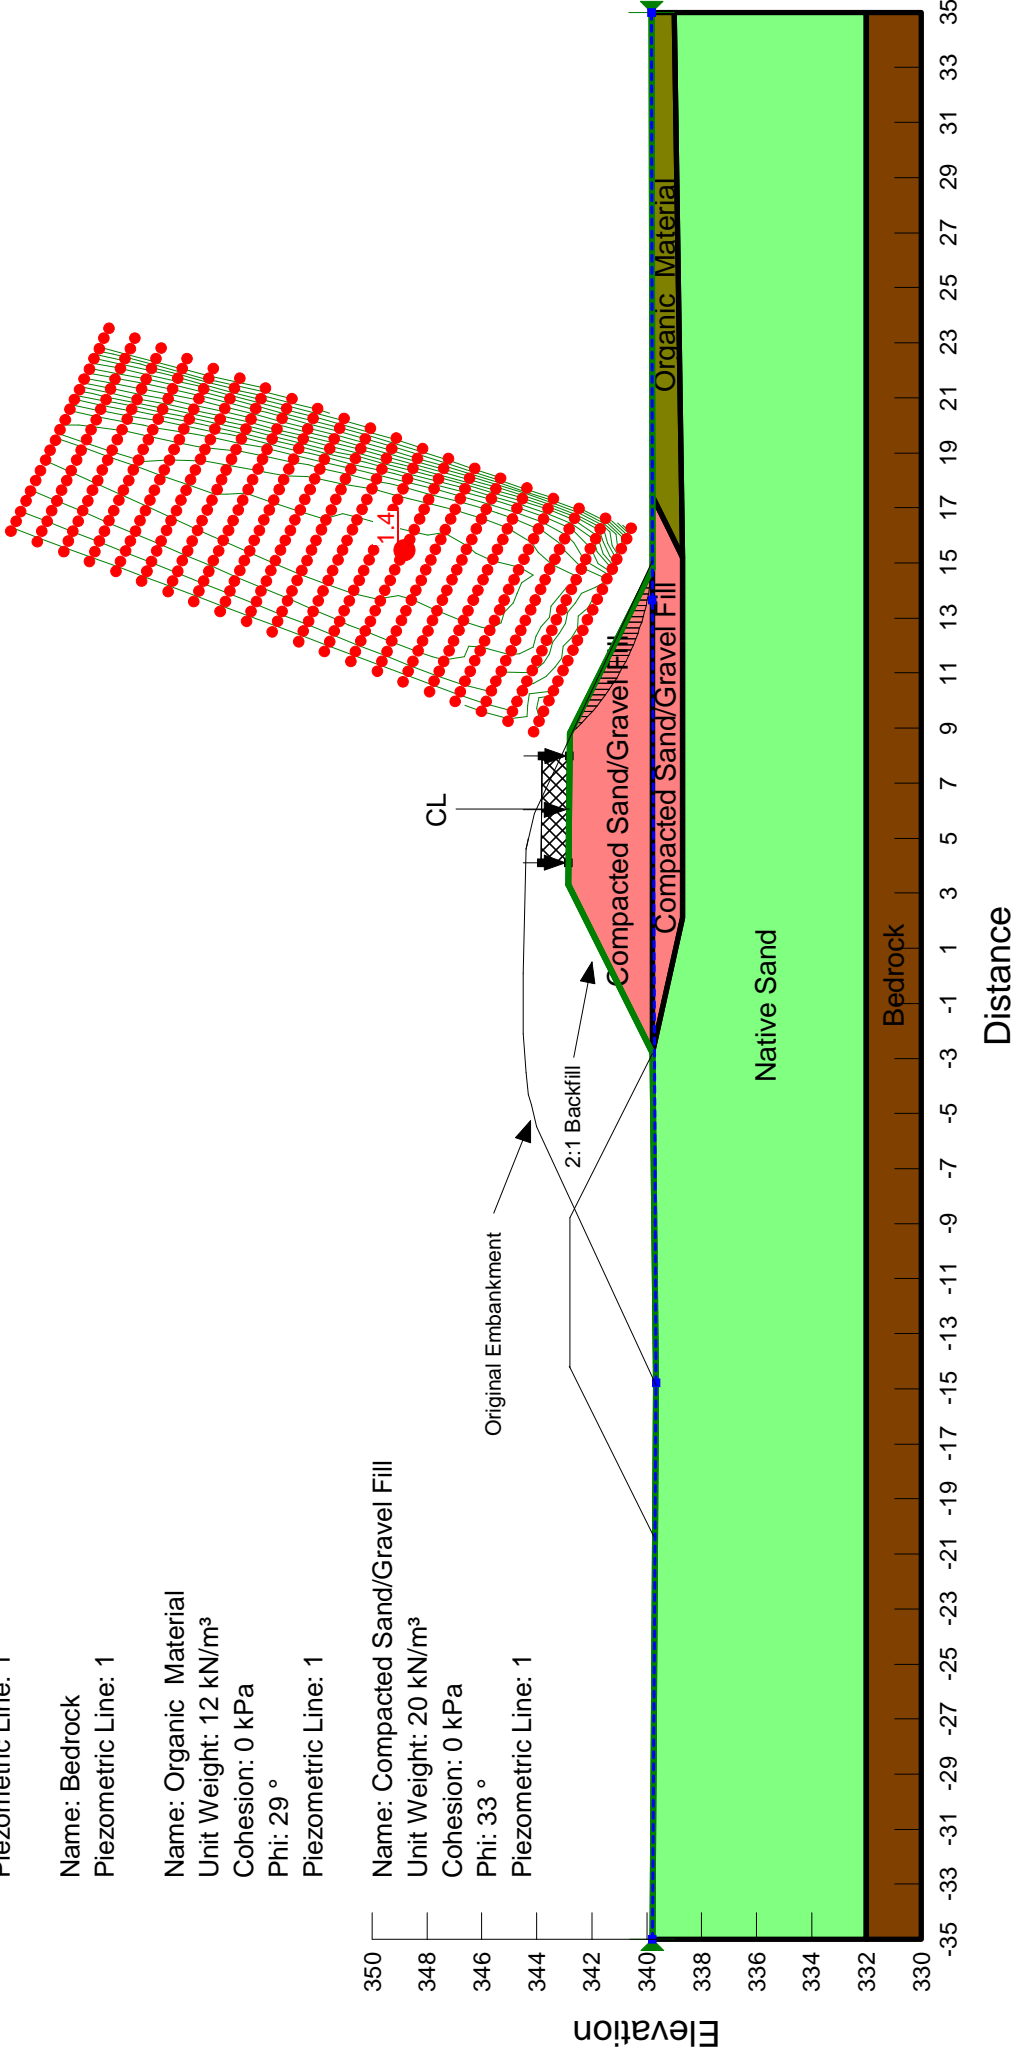 Piezometric Line: 1
Name: Bedrock
Piezometric Line: 1
Name: Organic Material
Unit Weight: 12 kN/m³
Cohesion: 0 kPa
Phi: 29 °
Piezometric Line: 1
Name: Compacted Sand/Gravel Fill
Unit Weight: 20 kN/m³
Cohesion: 0 kPa
Phi: 33 °
Piezometric Line: 1
1.4
CL
Original Embankment
2:1 Backfill
Compacted Sand/Gravel Fill
Compacted Sand/Gravel Fill
Organic Material
Native Sand
Bedrock
Elevation
350
348
346
344
342
340
338
336
334
332
330
-35 -33 -31 -29 -27 -25 -23 -21 -19 -17 -15 -13 -11 -9 -7 -5 -3 -1 1 3 5 7 9 11 13 15 17 19 21 23 25 27 29 31 33 35
Distance